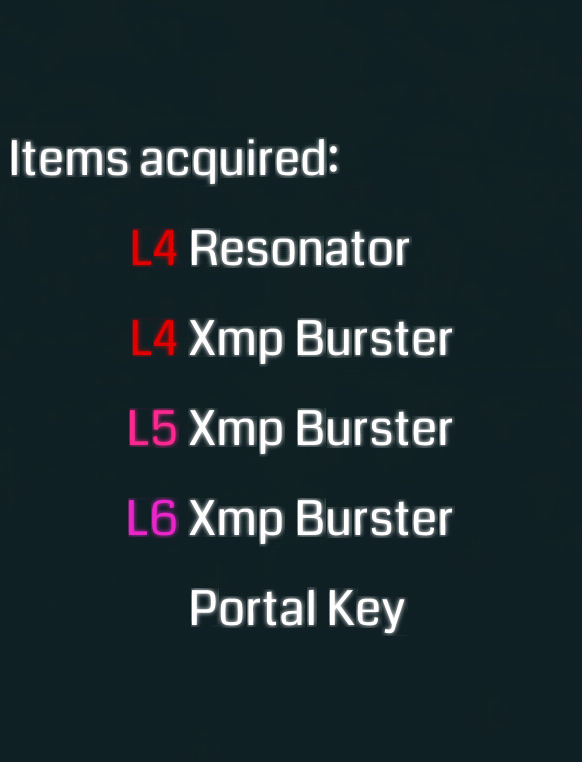 Items acquired:
L4 Resonator
L4 Xmp Burster
L5 Xmp Burster
L6 Xmp Burster
Portal Key